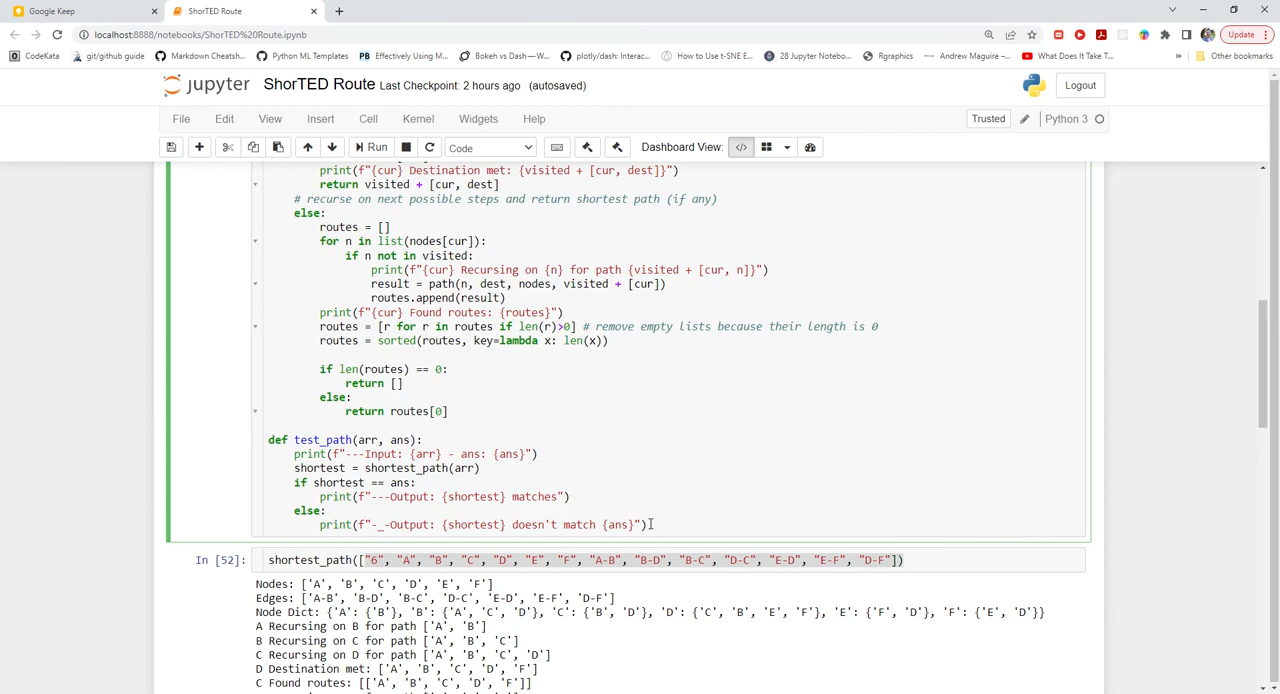 Google Keep
ShorTED Route
localhost:8888/notebooks/ShorTED%20Route.ipynb
Update
CodeKata
git/github guide
Markdown Cheatsh...
Python ML Templates
PB Effectively Using M...
Bokeh vs Dash — W...
plotly/dash: Interac...
How to Use t-SNE E...
28 Jupyter Notebook...
Rgraphics
Andrew Maguire –...
What Does It Take T...
Other bookmarks
jupyter ShorTED Route Last Checkpoint: 2 hours ago (autosaved)
Logout
File Edit View Insert Cell Kernel Widgets Help
Trusted Python 3
Run Code Dashboard View:
print(f"{cur} Destination met: {visited + [cur, dest]}")
return visited + [cur, dest]
# recurse on next possible steps and return shortest path (if any)
else:
routes = []
for n in list(nodes[cur]):
if n not in visited:
print(f"{cur} Recursing on {n} for path {visited + [cur, n]}")
result = path(n, dest, nodes, visited + [cur])
routes.append(result)
print(f"{cur} Found routes: {routes}")
routes = [r for r in routes if len(r)>0] # remove empty lists because their length is 0
routes = sorted(routes, key=lambda x: len(x))
if len(routes) == 0:
return []
else:
return routes[0]
def test_path(arr, ans):
print(f"---Input: {arr} - ans: {ans}")
shortest = shortest_path(arr)
if shortest == ans:
print(f"---Output: {shortest} matches")
else:
print(f"-_-Output: {shortest} doesn't match {ans}")
In [52]: shortest_path(["6", "A", "B", "C", "D", "E", "F", "A-B", "B-D", "B-C", "D-C", "E-D", "E-F", "D-F"])
Nodes: ['A', 'B', 'C', 'D', 'E', 'F']
Edges: ['A-B', 'B-D', 'B-C', 'D-C', 'E-D', 'E-F', 'D-F']
Node Dict: {'A': {'B'}, 'B': {'A', 'C', 'D'}, 'C': {'B', 'D'}, 'D': {'C', 'B', 'E', 'F'}, 'E': {'F', 'D'}, 'F': {'E', 'D'}}
A Recursing on B for path ['A', 'B']
B Recursing on C for path ['A', 'B', 'C']
C Recursing on D for path ['A', 'B', 'C', 'D']
D Destination met: ['A', 'B', 'C', 'D', 'F']
C Found routes: [['A', 'B', 'C', 'D', 'F']]